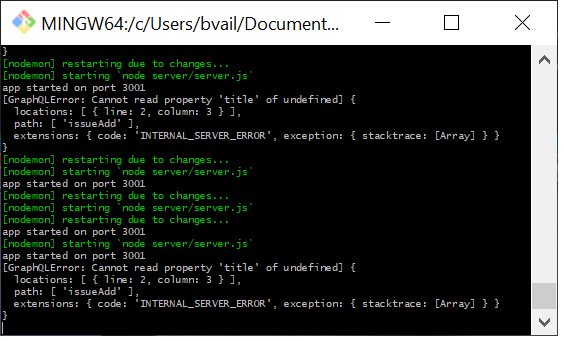 MINGW64:/c/Users/bvail/Document...
}
[nodemon] restarting due to changes...
[nodemon] starting `node server/server.js`
app started on port 3001
[GraphQLError: Cannot read property 'title' of undefined] {
  locations: [ { line: 2, column: 3 } ],
  path: [ 'issueAdd' ],
  extensions: { code: 'INTERNAL_SERVER_ERROR', exception: { stacktrace: [Array] } }
}
[nodemon] restarting due to changes...
[nodemon] starting `node server/server.js`
app started on port 3001
[nodemon] restarting due to changes...
[nodemon] starting `node server/server.js`
[nodemon] restarting due to changes...
app started on port 3001
[nodemon] starting `node server/server.js`
app started on port 3001
[GraphQLError: Cannot read property 'title' of undefined] {
  locations: [ { line: 2, column: 3 } ],
  path: [ 'issueAdd' ],
  extensions: { code: 'INTERNAL_SERVER_ERROR', exception: { stacktrace: [Array] } }
}